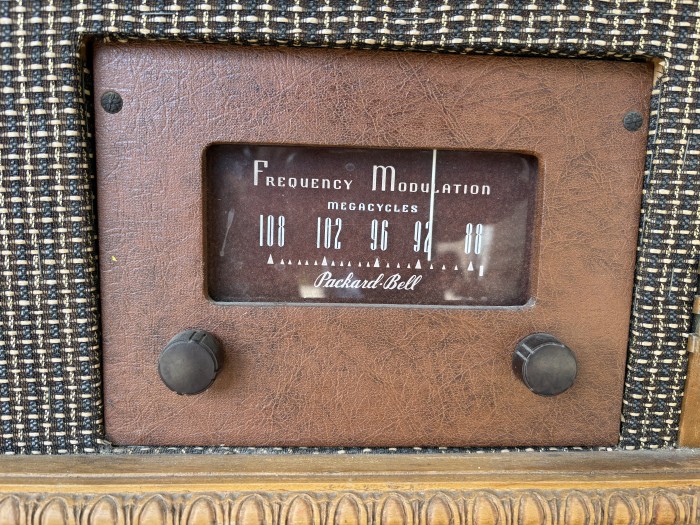 Frequency Modulation
MEGACYCLES
108 102 96 92 88
Packard-Bell